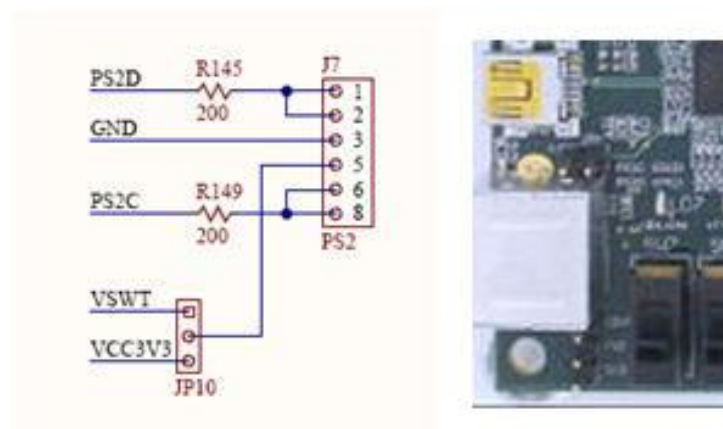 J7
PS2D R145 1
200 2
GND 3
5
R149 6
PS2C 8
200 PS2
VSWT
VCC3V3
JP10